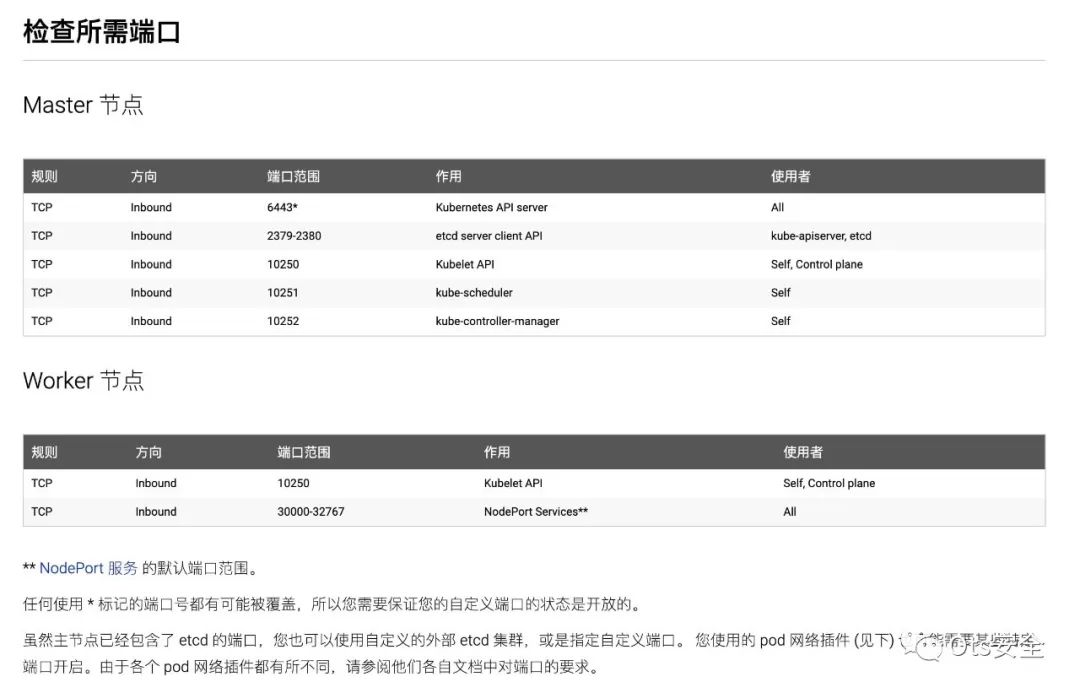 检查所需端口
Master 节点
规则 方向 端口范围 作用 使用者
TCP Inbound 6443* Kubernetes API server All
TCP Inbound 2379-2380 etcd server client API kube-apiserver, etcd
TCP Inbound 10250 Kubelet API Self, Control plane
TCP Inbound 10251 kube-scheduler Self
TCP Inbound 10252 kube-controller-manager Self
Worker 节点
规则 方向 端口范围 作用 使用者
TCP Inbound 10250 Kubelet API Self, Control plane
TCP Inbound 30000-32767 NodePort Services** All
** NodePort 服务 的默认端口范围。
任何使用 * 标记的端口号都有可能被覆盖，所以您需要保证您的自定义端口的状态是开放的。
虽然主节点已经包含了 etcd 的端口，您也可以使用自定义的外部 etcd 集群，或是指定自定义端口。 您使用的 pod 网络插件 (见下)
端口开启。由于各个 pod 网络插件都有所不同，请参阅他们各自文档中对端口的要求。
Ots安全